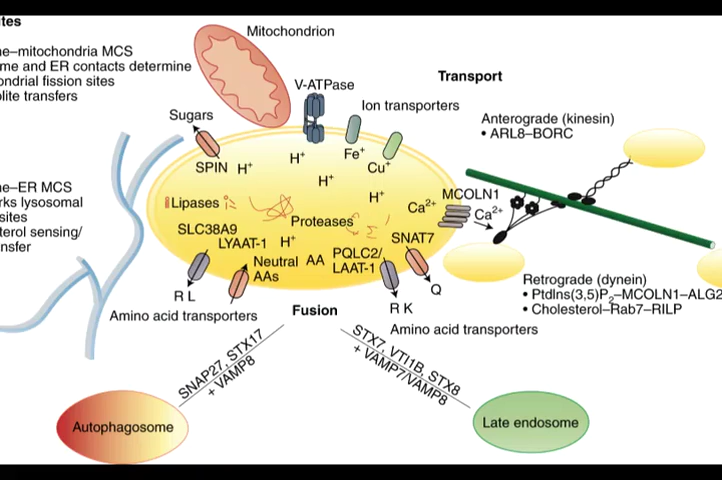 ites
ne–mitochondria MCS
me and ER contacts determine
ondrial fission sites
olite transfers
Mitochondrion
V-ATPase
Transport
Ion transporters
Sugars
Anterograde (kinesin)
• ARL8–BORC
SPIN H+
H+
Fe+
Cu+
H+
H+
ne–ER MCS
rks lysosomal
sites
terol sensing/
nsfer
Lipases
MCOLN1
Ca2+
Ca2+
Proteases
SLC38A9
LYAAT-1 H+
SNAT7
Neutral AA
AAs
PQLC2/
LAAT-1
R L
Q
R K
Amino acid transporters
Fusion
Amino acid transporters
Retrograde (dynein)
• PtdIns(3,5)P2–MCOLN1–ALG2
• Cholesterol–Rab7–RILP
SNAP27, STX17
+ VAMP8
STX7, VTI1B, STX8
+ VAMP7/VAMP8
Autophagosome
Late endosome